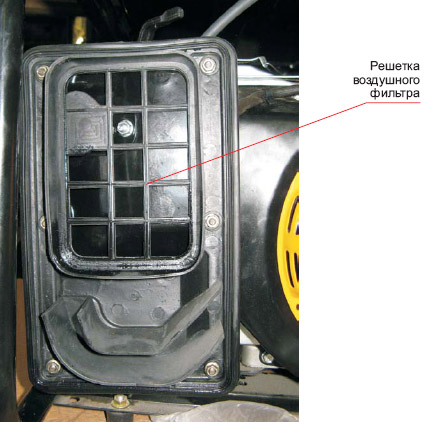 Решетка
воздушного
фильтра